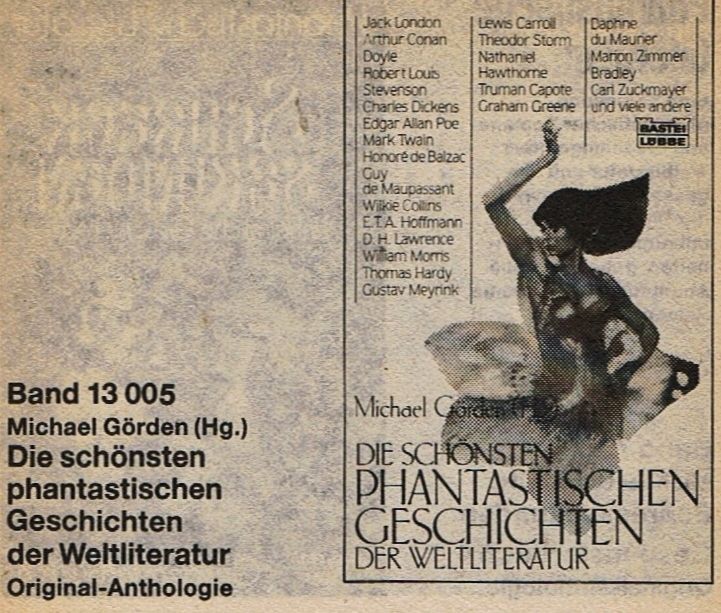 Band 13 005
Michael Görden (Hg.)
Die schönsten
phantastischen
Geschichten
der Weltliteratur
Original-Anthologie
Jack London
Arthur Conan
Doyle
Robert Louis
Stevenson
Charles Dickens
Edgar Allan Poe
Mark Twain
Honoré de Balzac
Guy
de Maupassant
Wilkie Collins
E.T.A. Hoffmann
D. H. Lawrence
William Morris
Thomas Hardy
Gustav Meyrink
Lewis Carroll
Theodor Storm
Nathaniel
Hawthorne
Truman Capote
Graham Greene
Daphne
du Maurier
Marion Zimmer
Bradley
Carl Zuckmayer
und viele andere
BASTEI
LÜBBE
Michael Görden (Hg.)
DIE SCHÖNSTEN
PHANTASTISCHEN
GESCHICHTEN
DER WELTLITERATUR